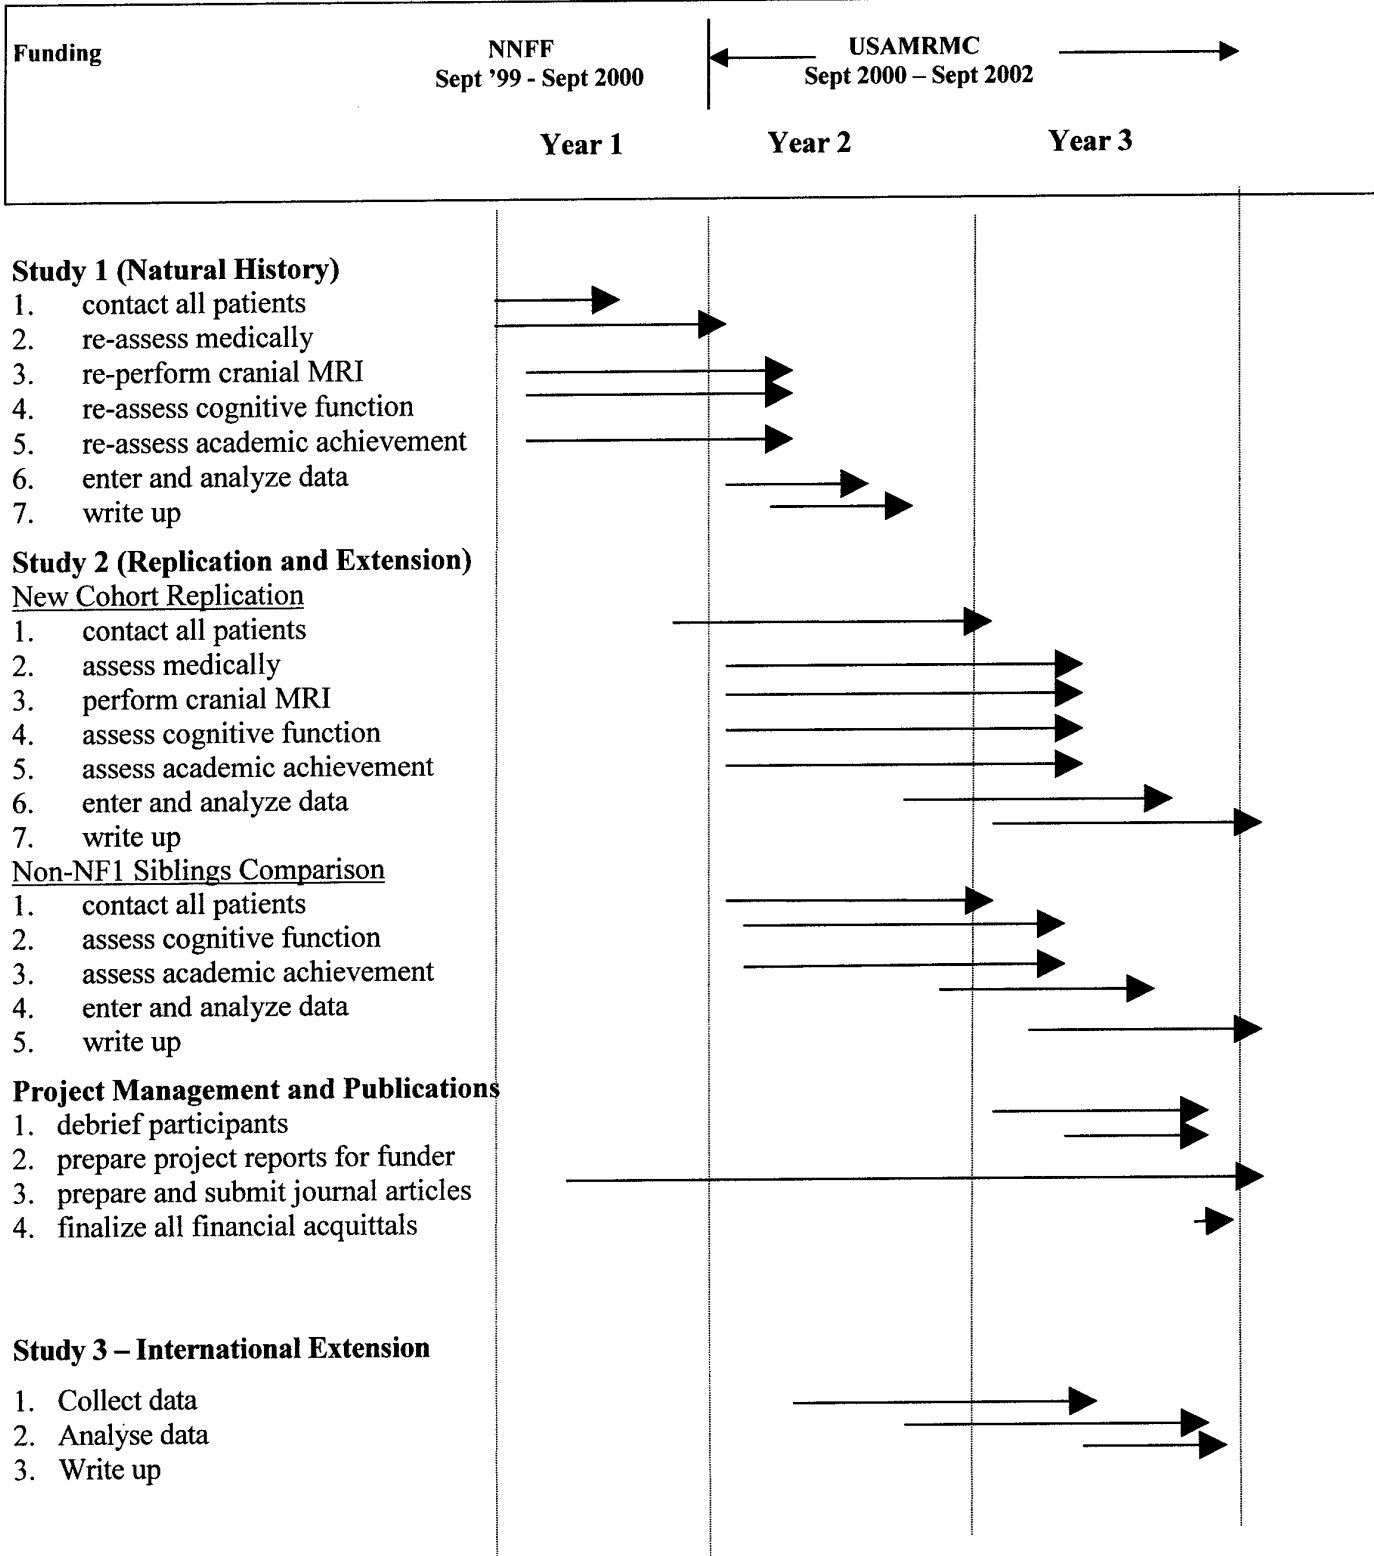 Funding
NNFF
Sept '99 - Sept 2000
USAMRMC
Sept 2000 – Sept 2002
Year 1
Year 2
Year 3
Study 1 (Natural History)
1. contact all patients
2. re-assess medically
3. re-perform cranial MRI
4. re-assess cognitive function
5. re-assess academic achievement
6. enter and analyze data
7. write up
Study 2 (Replication and Extension)
New Cohort Replication
1. contact all patients
2. assess medically
3. perform cranial MRI
4. assess cognitive function
5. assess academic achievement
6. enter and analyze data
7. write up
Non-NF1 Siblings Comparison
1. contact all patients
2. assess cognitive function
3. assess academic achievement
4. enter and analyze data
5. write up
Project Management and Publications
1. debrief participants
2. prepare project reports for funder
3. prepare and submit journal articles
4. finalize all financial acquittals
Study 3 – International Extension
1. Collect data
2. Analyse data
3. Write up